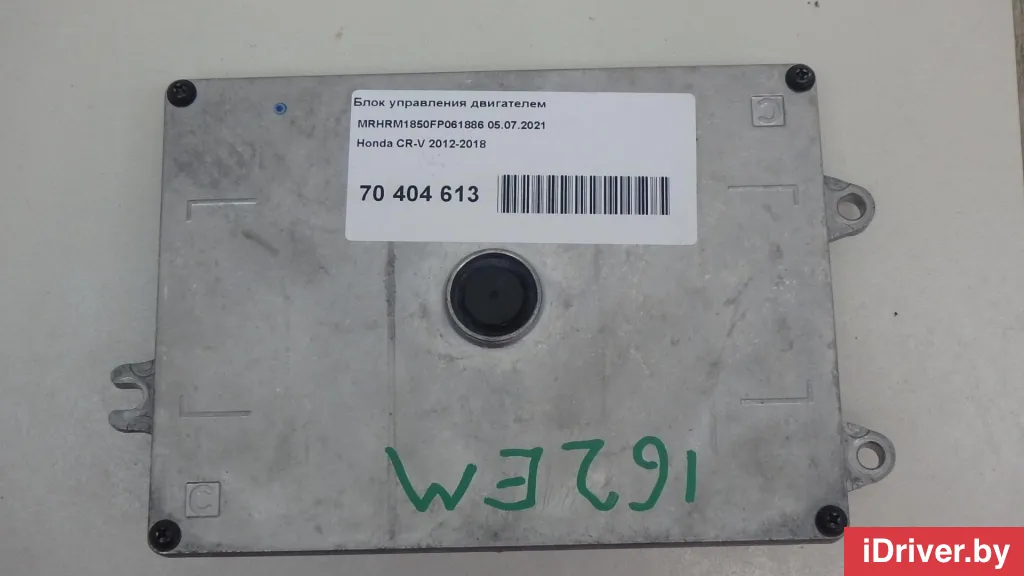 Блок управления двигателем
MRHRM1850FP061886 05.07.2021
Honda CR-V 2012-2018
70 404 613
C
C
162EM
iDriver.by